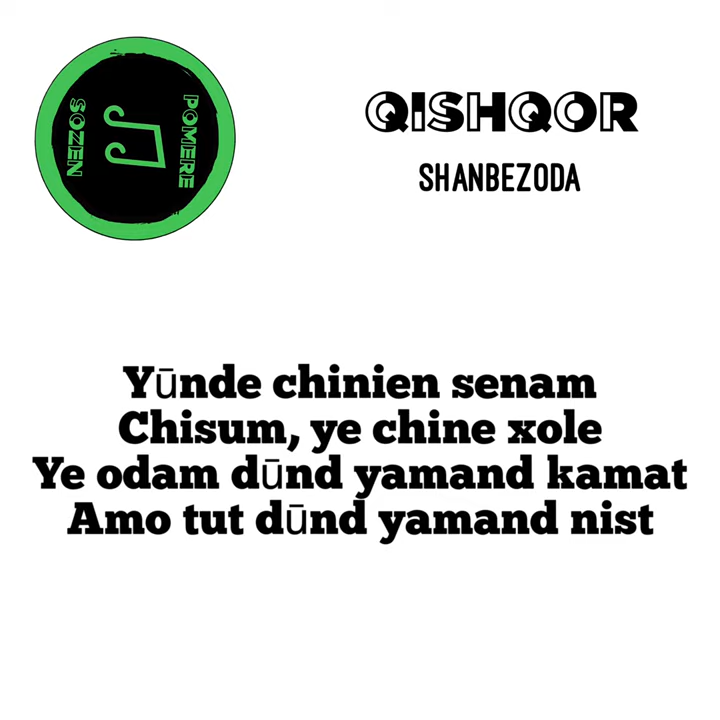 POMERE
SOZEN
QISHQOR
SHANBEZODA
Yūnde chinien senam
Chisum, ye chine xole
Ye odam dūnd yamand kamat
Amo tut dūnd yamand nist